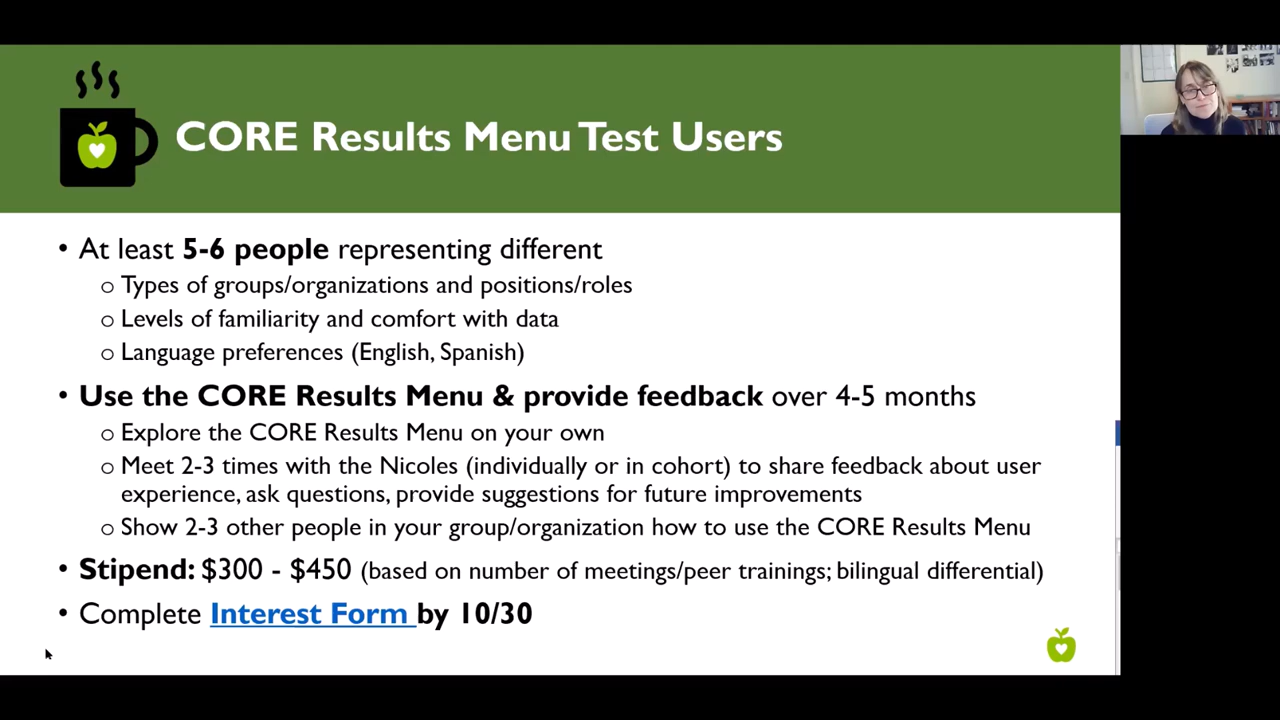 CORE Results Menu Test Users
• At least 5-6 people representing different
o Types of groups/organizations and positions/roles
o Levels of familiarity and comfort with data
o Language preferences (English, Spanish)
• Use the CORE Results Menu & provide feedback over 4-5 months
o Explore the CORE Results Menu on your own
o Meet 2-3 times with the Nicoles (individually or in cohort) to share feedback about user
experience, ask questions, provide suggestions for future improvements
o Show 2-3 other people in your group/organization how to use the CORE Results Menu
• Stipend: $300 - $450 (based on number of meetings/peer trainings; bilingual differential)
• Complete Interest Form by 10/30